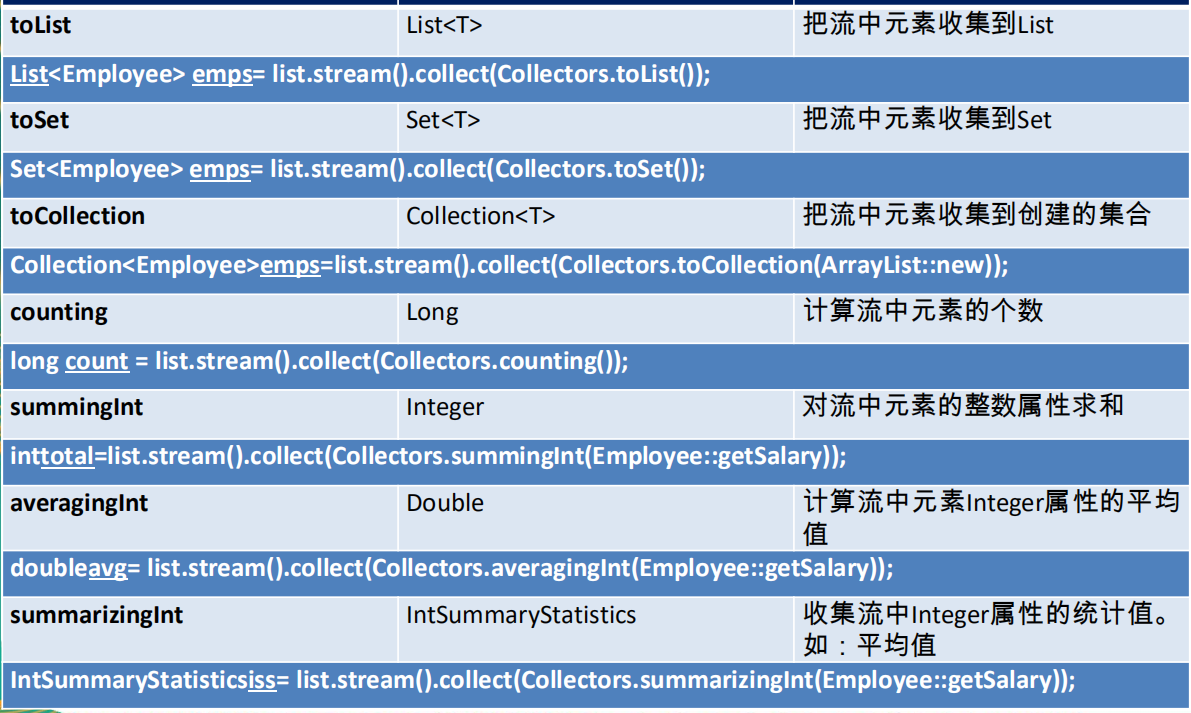 toList List<T> 把流中元素收集到List
List<Employee> emps= list.stream().collect(Collectors.toList());
toSet Set<T> 把流中元素收集到Set
Set<Employee> emps= list.stream().collect(Collectors.toSet());
toCollection Collection<T> 把流中元素收集到创建的集合
Collection<Employee>emps=list.stream().collect(Collectors.toCollection(ArrayList::new));
counting Long 计算流中元素的个数
long count = list.stream().collect(Collectors.counting());
summingInt Integer 对流中元素的整数属性求和
inttotal=list.stream().collect(Collectors.summingInt(Employee::getSalary));
averagingInt Double 计算流中元素Integer属性的平均
值
doubleavg= list.stream().collect(Collectors.averagingInt(Employee::getSalary));
summarizingInt IntSummaryStatistics 收集流中Integer属性的统计值。
如：平均值
IntSummaryStatisticsiss= list.stream().collect(Collectors.summarizingInt(Employee::getSalary));